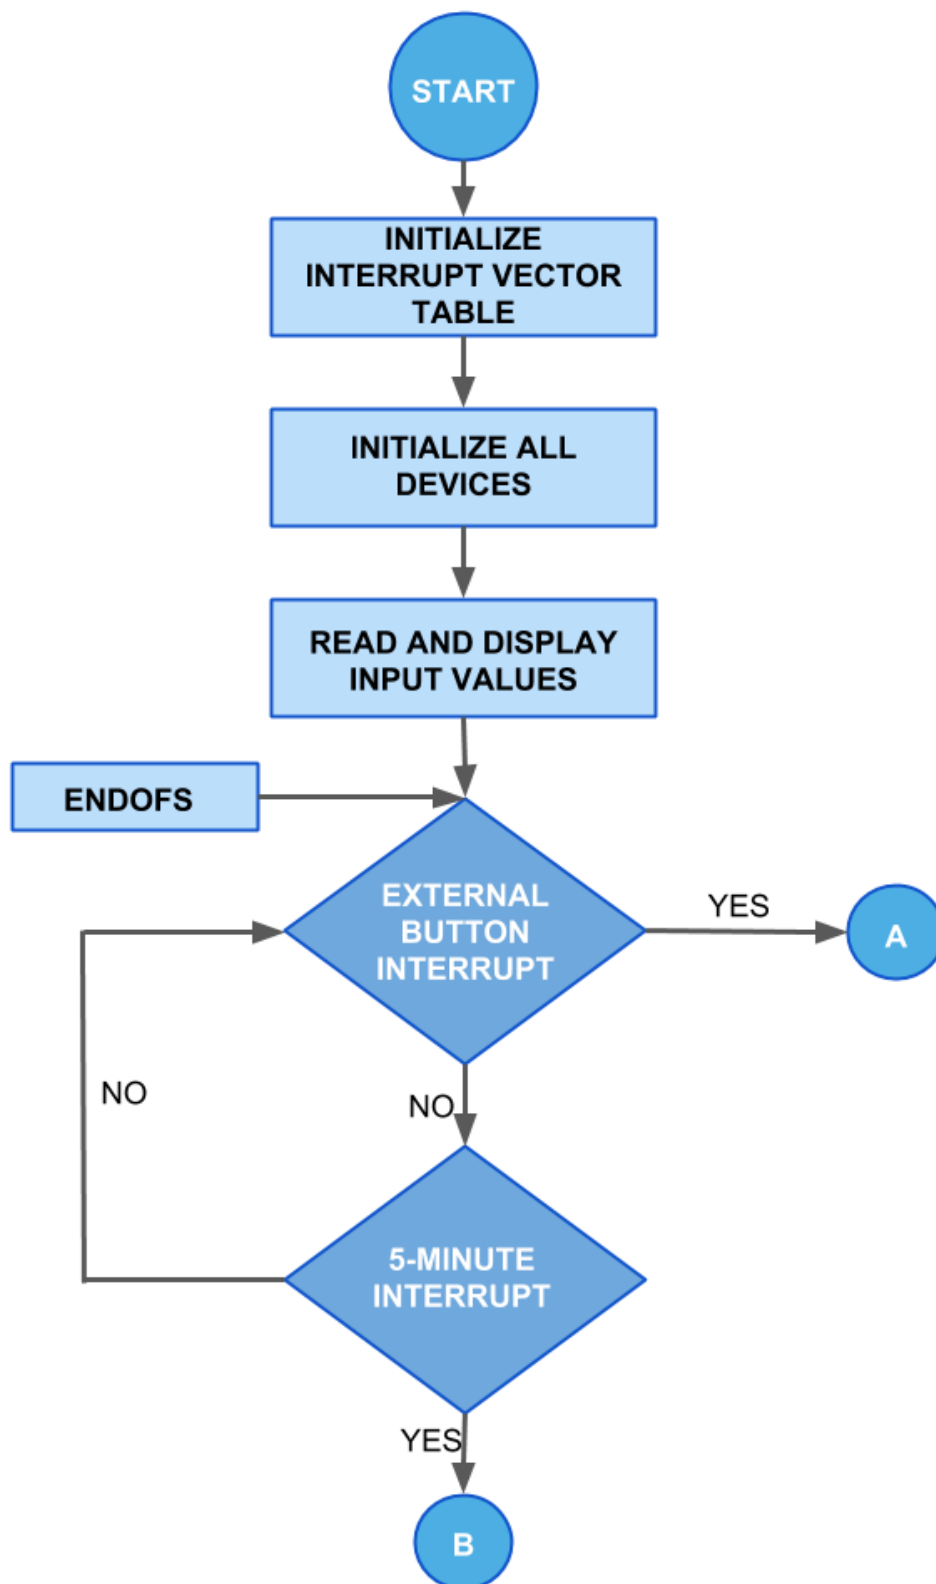 START
INITIALIZE
INTERRUPT VECTOR
TABLE
INITIALIZE ALL
DEVICES
READ AND DISPLAY
INPUT VALUES
ENDOFS
EXTERNAL
BUTTON
INTERRUPT
YES
A
NO
NO
5-MINUTE
INTERRUPT
YES
B